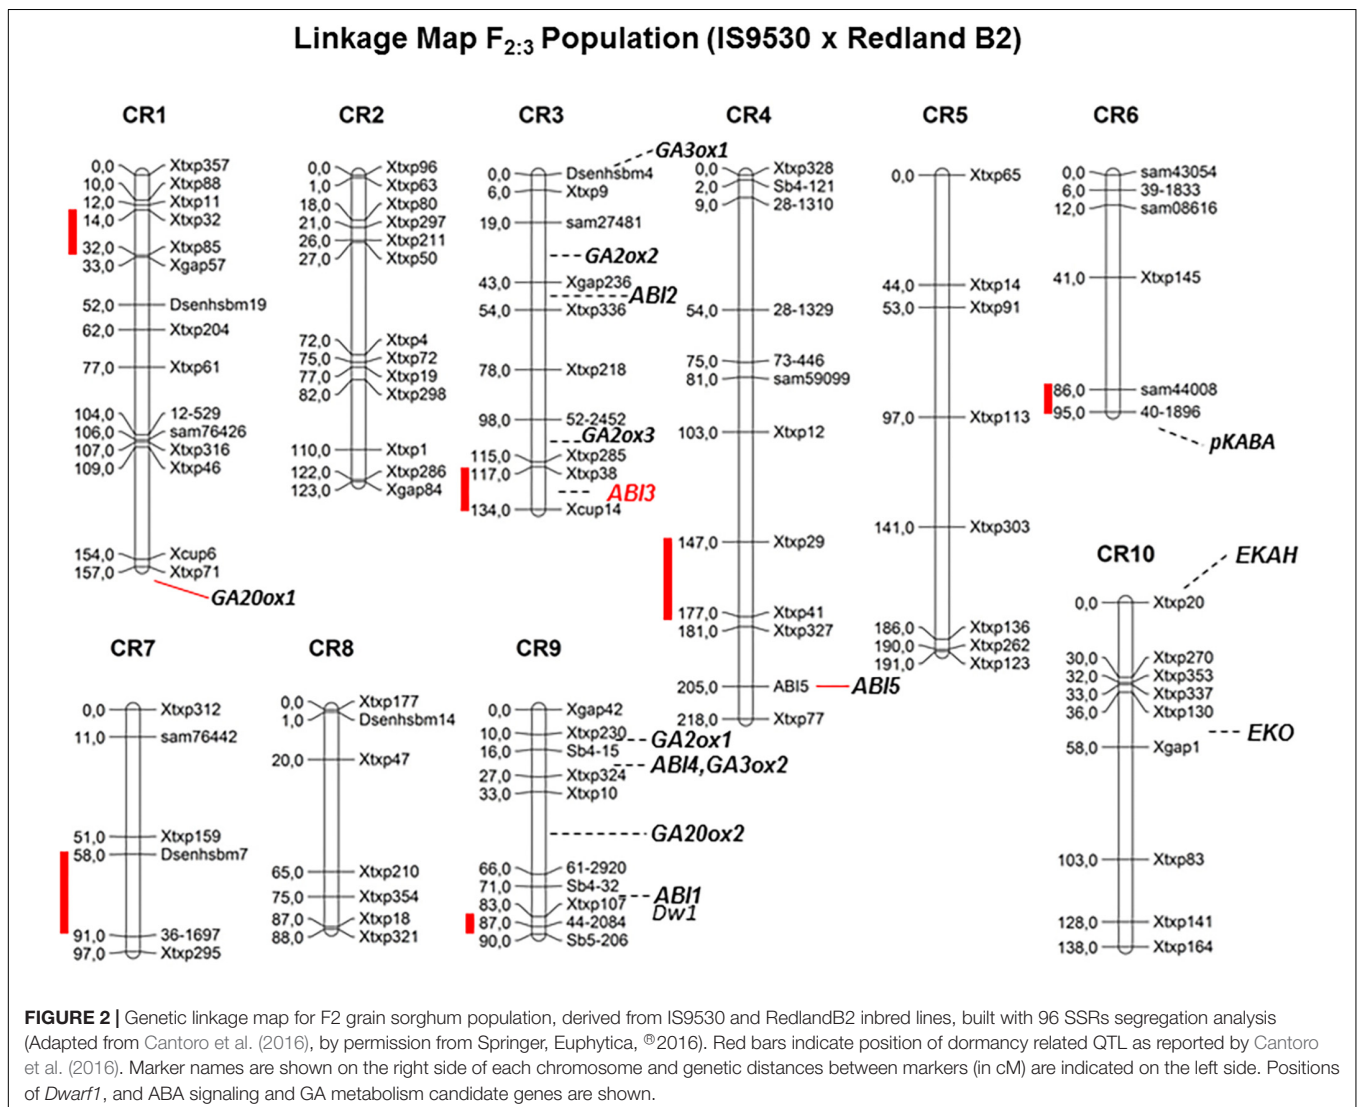 Linkage Map F2:3 Population (IS9530 x Redland B2)
CR1
0,0 Xtxp357
10,0 Xtxp88
12,0 Xtxp11
14,0 Xtxp32
32,0 Xtxp85
33,0 Xgap57
52,0 Dsenhsbm19
62,0 Xtxp204
77,0 Xtxp61
104,0 12-529
106,0 sam76426
107,0 Xtxp316
109,0 Xtxp46
154,0 Xcup6
157,0 Xtxp71
GA20ox1
CR2
0,0 Xtxp96
1,0 Xtxp63
18,0 Xtxp80
21,0 Xtxp297
26,0 Xtxp211
27,0 Xtxp50
72,0 Xtxp4
75,0 Xtxp72
77,0 Xtxp19
82,0 Xtxp298
110,0 Xtxp1
122,0 Xtxp286
123,0 Xgap84
CR3
GA3ox1
0,0 Dsenhsbm4
6,0 Xtxp9
19,0 sam27481
GA2ox2
43,0 Xgap236
ABI2
54,0 Xtxp336
78,0 Xtxp218
98,0 52-2452
GA2ox3
115,0 Xtxp285
117,0 Xtxp38
ABI3
134,0 Xcup14
CR4
0,0 Xtxp328
2,0 Sb4-121
9,0 28-1310
54,0 28-1329
75,0 73-446
81,0 sam59099
103,0 Xtxp12
147,0 Xtxp29
177,0 Xtxp41
181,0 Xtxp327
205,0 ABI5 ABI5
218,0 Xtxp77
CR5
0,0 Xtxp65
44,0 Xtxp14
53,0 Xtxp91
97,0 Xtxp113
141,0 Xtxp303
186,0 Xtxp136
190,0 Xtxp262
191,0 Xtxp123
CR6
0,0 sam43054
6,0 39-1833
12,0 sam08616
41,0 Xtxp145
86,0 sam44008
95,0 40-1896
pKABA
CR7
0,0 Xtxp312
11,0 sam76442
51,0 Xtxp159
58,0 Dsenhsbm7
91,0 36-1697
97,0 Xtxp295
CR8
0,0 Xtxp177
1,0 Dsenhsbm14
20,0 Xtxp47
65,0 Xtxp210
75,0 Xtxp354
87,0 Xtxp18
88,0 Xtxp321
CR9
0,0 Xgap42
10,0 Xtxp230
GA2ox1
16,0 Sb4-15
ABI4,GA3ox2
27,0 Xtxp324
33,0 Xtxp10
GA20ox2
66,0 61-2920
71,0 Sb4-32
ABI1
83,0 Xtxp107
Dw1
87,0 44-2084
90,0 Sb5-206
CR10
EKAH
0,0 Xtxp20
30,0 Xtxp270
32,0 Xtxp353
33,0 Xtxp337
36,0 Xtxp130
EKO
58,0 Xgap1
103,0 Xtxp83
128,0 Xtxp141
138,0 Xtxp164
FIGURE 2 | Genetic linkage map for F2 grain sorghum population, derived from IS9530 and RedlandB2 inbred lines, built with 96 SSRs segregation analysis
(Adapted from Cantoro et al. (2016), by permission from Springer, Euphytica, ®2016). Red bars indicate position of dormancy related QTL as reported by Cantoro
et al. (2016). Marker names are shown on the right side of each chromosome and genetic distances between markers (in cM) are indicated on the left side. Positions
of Dwarf1, and ABA signaling and GA metabolism candidate genes are shown.